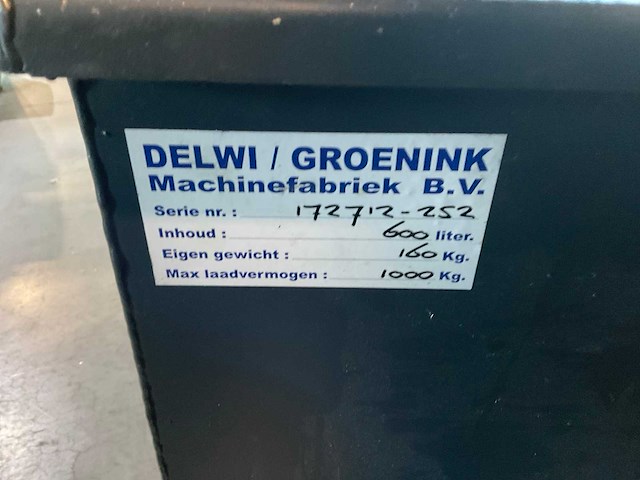 DELWI / GROENINK
Machinefabriek B.V.
Serie nr. : 172712-252
Inhoud : 600 liter.
Eigen gewicht : 160 Kg.
Max laadvermogen : 1000 Kg.